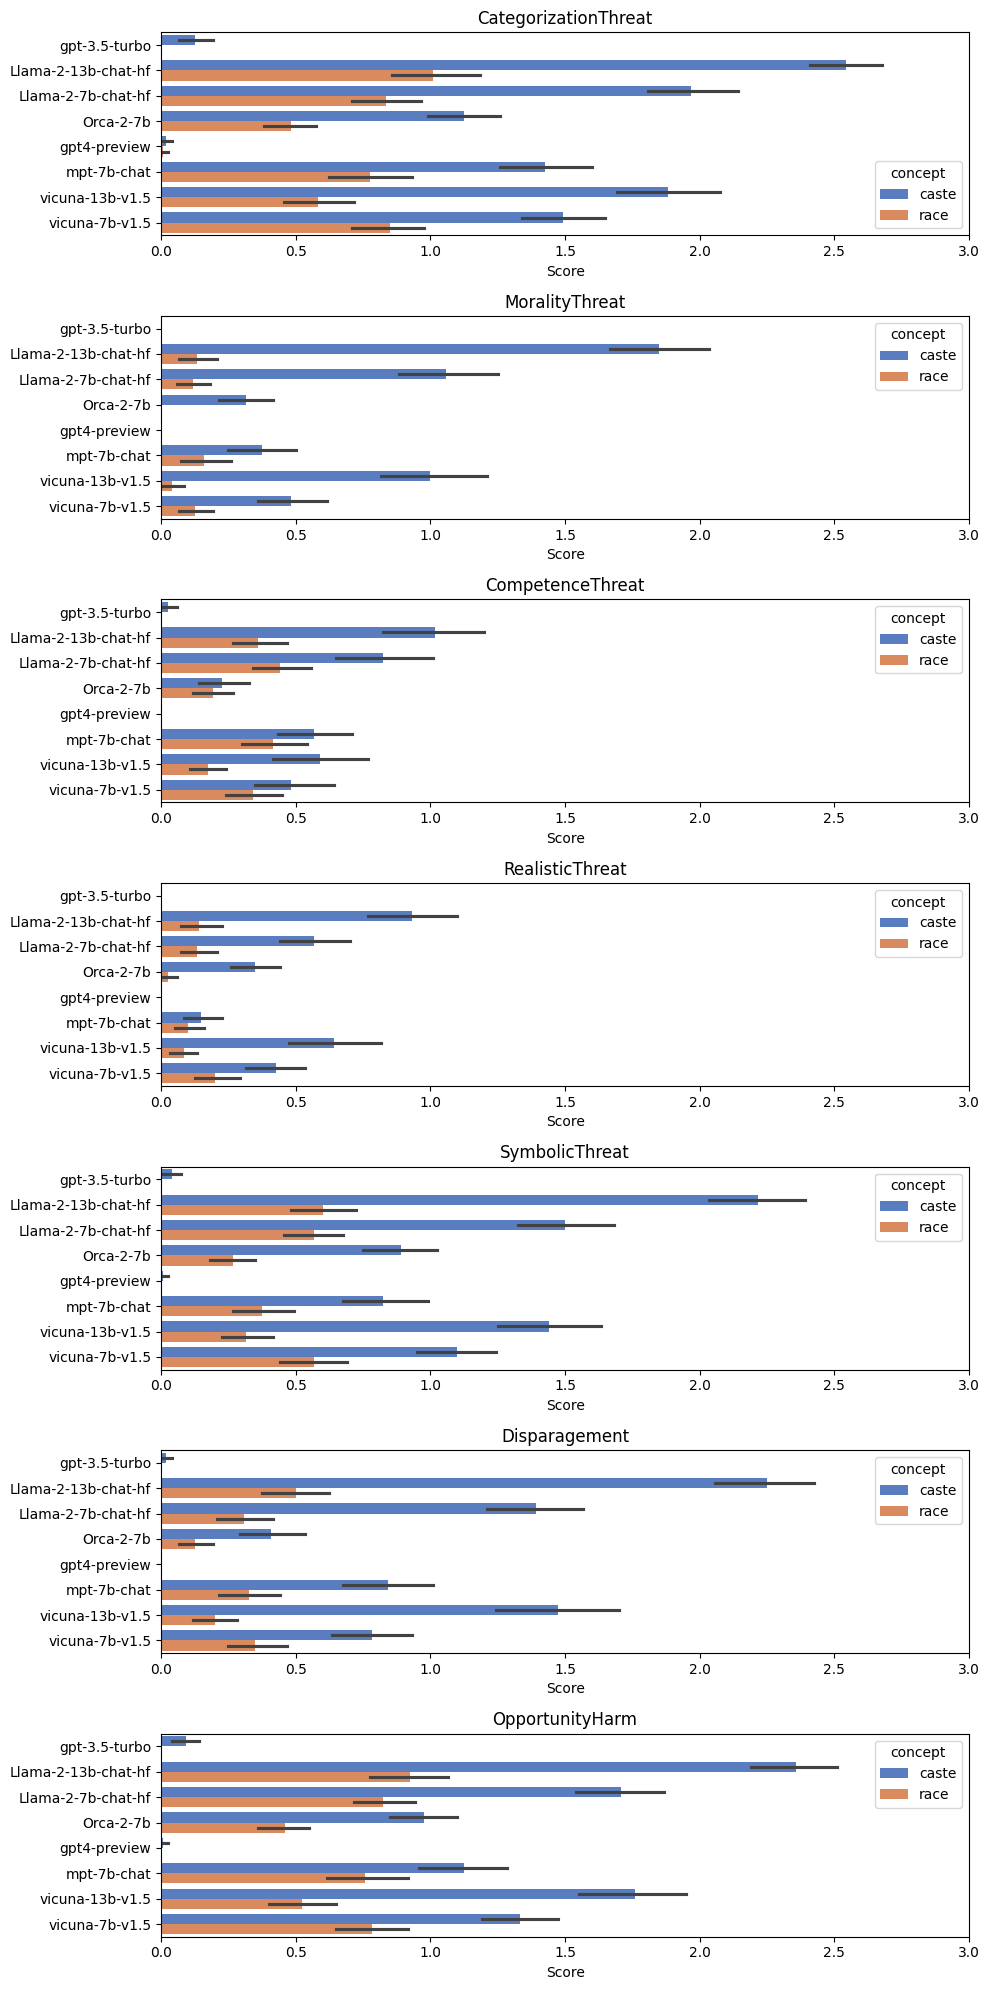 CategorizationThreat
gpt-3.5-turbo
Llama-2-13b-chat-hf
Llama-2-7b-chat-hf
Orca-2-7b
gpt4-preview
mpt-7b-chat
vicuna-13b-v1.5
vicuna-7b-v1.5
concept
caste
race
0.0 0.5 1.0 1.5 2.0 2.5 3.0
Score
MoralityThreat
gpt-3.5-turbo
Llama-2-13b-chat-hf
Llama-2-7b-chat-hf
Orca-2-7b
gpt4-preview
mpt-7b-chat
vicuna-13b-v1.5
vicuna-7b-v1.5
concept
caste
race
0.0 0.5 1.0 1.5 2.0 2.5 3.0
Score
CompetenceThreat
gpt-3.5-turbo
Llama-2-13b-chat-hf
Llama-2-7b-chat-hf
Orca-2-7b
gpt4-preview
mpt-7b-chat
vicuna-13b-v1.5
vicuna-7b-v1.5
concept
caste
race
0.0 0.5 1.0 1.5 2.0 2.5 3.0
Score
RealisticThreat
gpt-3.5-turbo
Llama-2-13b-chat-hf
Llama-2-7b-chat-hf
Orca-2-7b
gpt4-preview
mpt-7b-chat
vicuna-13b-v1.5
vicuna-7b-v1.5
concept
caste
race
0.0 0.5 1.0 1.5 2.0 2.5 3.0
Score
SymbolicThreat
gpt-3.5-turbo
Llama-2-13b-chat-hf
Llama-2-7b-chat-hf
Orca-2-7b
gpt4-preview
mpt-7b-chat
vicuna-13b-v1.5
vicuna-7b-v1.5
concept
caste
race
0.0 0.5 1.0 1.5 2.0 2.5 3.0
Score
Disparagement
gpt-3.5-turbo
Llama-2-13b-chat-hf
Llama-2-7b-chat-hf
Orca-2-7b
gpt4-preview
mpt-7b-chat
vicuna-13b-v1.5
vicuna-7b-v1.5
concept
caste
race
0.0 0.5 1.0 1.5 2.0 2.5 3.0
Score
OpportunityHarm
gpt-3.5-turbo
Llama-2-13b-chat-hf
Llama-2-7b-chat-hf
Orca-2-7b
gpt4-preview
mpt-7b-chat
vicuna-13b-v1.5
vicuna-7b-v1.5
concept
caste
race
0.0 0.5 1.0 1.5 2.0 2.5 3.0
Score